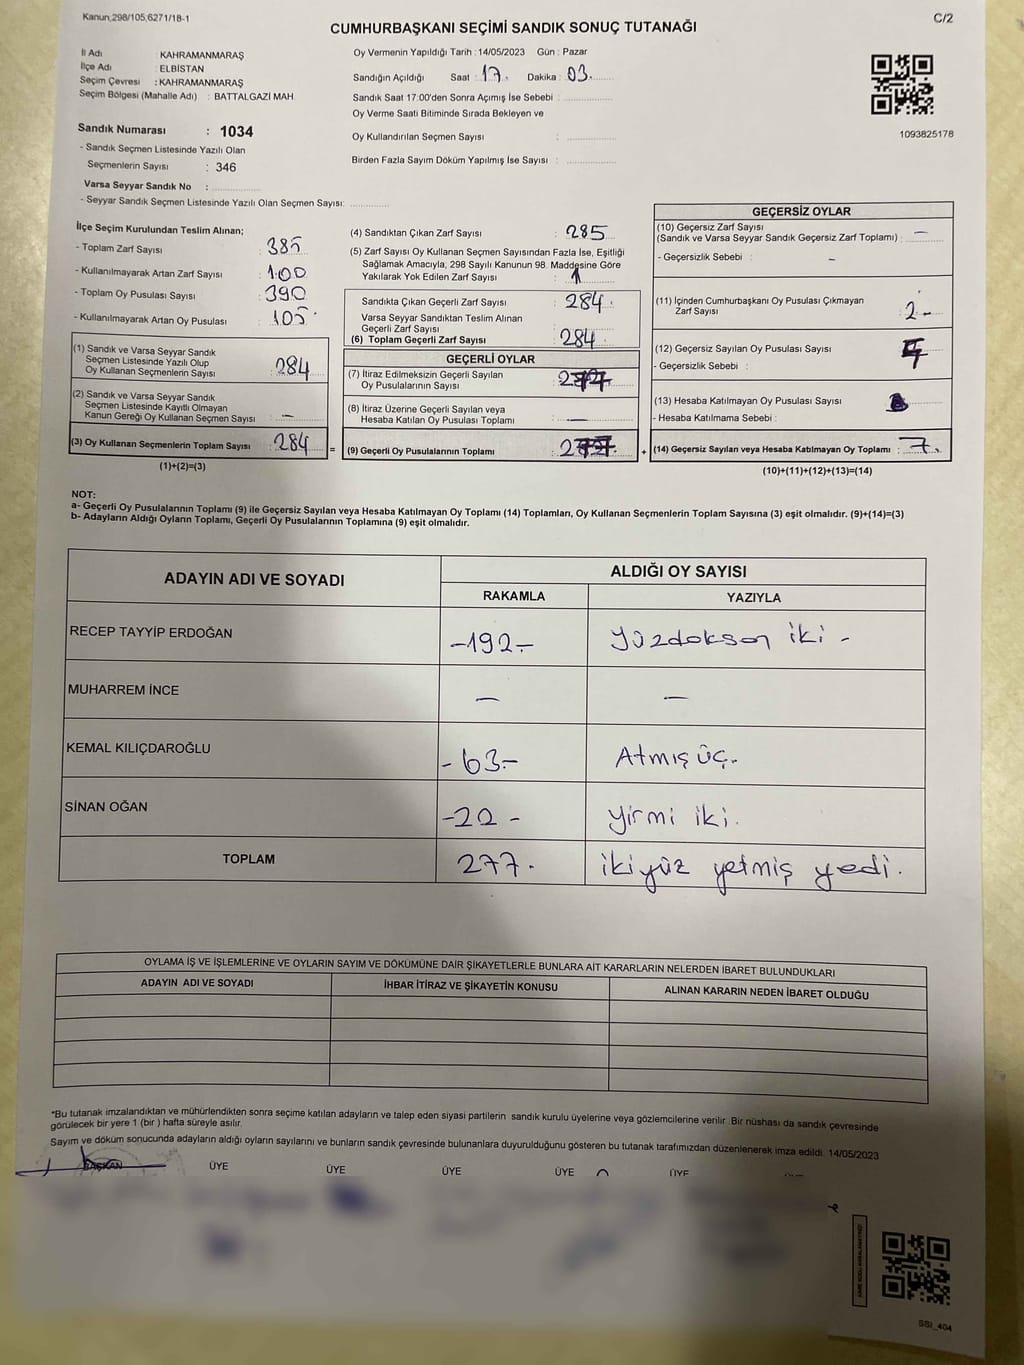 Kanun,298/105,6271/18-1
C/2
CUMHURBAŞKANI SEÇİMİ SANDIK SONUÇ TUTANAĞI
İl Adı : KAHRAMANMARAŞ
İlçe Adı : ELBİSTAN
Seçim Çevresi : KAHRAMANMARAŞ
Seçim Bölgesi (Mahalle Adı) : BATTALGAZİ MAH.
Sandık Numarası : 1034
- Sandık Seçmen Listesinde Yazılı Olan
Seçmenlerin Sayısı : 346
Varsa Seyyar Sandık No :
- Seyyar Sandık Seçmen Listesinde Yazılı Olan Seçmen Sayısı:
Oy Vermenin Yapıldığı Tarih : 14/05/2023 Gün : Pazar
Sandığın Açıldığı Saat : 17. Dakika : 03.
Sandık Saat 17:00'den Sonra Açımış İse Sebebi :
Oy Verme Saati Bitiminde Sırada Bekleyen ve
Oy Kullandırılan Seçmen Sayısı :
Birden Fazla Sayım Döküm Yapılmış İse Sayısı :
1093825178
İlçe Seçim Kurulundan Teslim Alınan;
- Toplam Zarf Sayısı : 385
- Kullanılmayarak Artan Zarf Sayısı : 100
- Toplam Oy Pusulası Sayısı : 390
- Kullanılmayarak Artan Oy Pusulası : 105
(1) Sandık ve Varsa Seyyar Sandık
Seçmen Listesinde Yazılı Olup
Oy Kullanan Seçmenlerin Sayısı : 284
(2) Sandık ve Varsa Seyyar Sandık
Seçmen Listesinde Kayıtlı Olmayan
Kanun Gereği Oy Kullanan Seçmen Sayısı : —
(3) Oy Kullanan Seçmenlerin Toplam Sayısı : 284 =
(1)+(2)=(3)
(4) Sandıktan Çıkan Zarf Sayısı : 285
(5) Zarf Sayısı Oy Kullanan Seçmen Sayısından Fazla İse, Eşitliği
Sağlamak Amacıyla, 298 Sayılı Kanunun 98. Maddesine Göre
Yakılarak Yok Edilen Zarf Sayısı : 1
Sandıkta Çıkan Geçerli Zarf Sayısı : 284.
Varsa Seyyar Sandıktan Teslim Alınan
Geçerli Zarf Sayısı :
(6) Toplam Geçerli Zarf Sayısı : 284.
GEÇERLİ OYLAR
(7) İtiraz Edilmeksizin Geçerli Sayılan
Oy Pusulalarının Sayısı : 277
(8) İtiraz Üzerine Geçerli Sayılan veya
Hesaba Katılan Oy Pusulası Toplamı : —
(9) Geçerli Oy Pusulalarının Toplamı : 277. +
GEÇERSİZ OYLAR
(10) Geçersiz Zarf Sayısı
(Sandık ve Varsa Seyyar Sandık Geçersiz Zarf Toplamı) : —
- Geçersizlik Sebebi : —
(11) İçinden Cumhurbaşkanı Oy Pusulası Çıkmayan
Zarf Sayısı : 2-
(12) Geçersiz Sayılan Oy Pusulası Sayısı :
- Geçersizlik Sebebi :
(13) Hesaba Katılmayan Oy Pusulası Sayısı :
- Hesaba Katılmama Sebebi :
(14) Geçersiz Sayılan veya Hesaba Katılmayan Oy Toplamı : 7.
(10)+(11)+(12)+(13)=(14)
NOT:
a- Geçerli Oy Pusulalarının Toplamı (9) ile Geçersiz Sayılan veya Hesaba Katılmayan Oy Toplamı (14) Toplamları, Oy Kullanan Seçmenlerin Toplam Sayısına (3) eşit olmalıdır. (9)+(14)=(3)
b- Adayların Aldığı Oyların Toplamı, Geçerli Oy Pusulalarının Toplamına (9) eşit olmalıdır.
ADAYIN ADI VE SOYADI ALDIĞI OY SAYISI
RAKAMLA YAZIYLA
RECEP TAYYİP ERDOĞAN -192- Yüzdoksan iki -
MUHARREM İNCE — —
KEMAL KILIÇDAROĞLU -63- Atmış üç.
SİNAN OĞAN -22- Yirmi iki.
TOPLAM 277. ikiyüz yetmiş yedi.
OYLAMA İŞ VE İŞLEMLERİNE VE OYLARIN SAYIM VE DÖKÜMÜNE DAİR ŞİKAYETLERLE BUNLARA AİT KARARLARIN NELERDEN İBARET BULUNDUKLARI
ADAYIN ADI VE SOYADI İHBAR İTİRAZ VE ŞİKAYETİN KONUSU ALINAN KARARIN NEDEN İBARET OLDUĞU
*Bu tutanak imzalandıktan ve mühürlendikten sonra seçime katılan adayların ve talep eden siyasi partilerin sandık kurulu üyelerine veya gözlemcilerine verilir. Bir nüshası da sandık çevresinde
görülecek bir yere 1 (bir ) hafta süreyle asılır.
Sayım ve döküm sonucunda adayların aldığı oyların sayılarını ve bunların sandık çevresinde bulunanlara duyurulduğunu gösteren bu tutanak tarafımızdan düzenlenerek imza edildi. 14/05/2023
BAŞKAN ÜYE ÜYE ÜYE ÜYE ÜYE
SSI_404